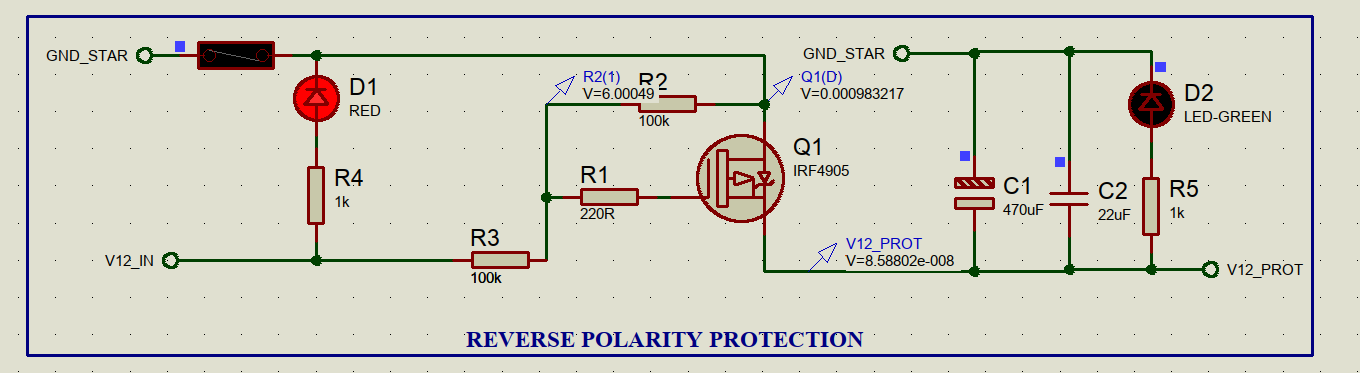 GND_STAR
D1
RED
R4
1k
V12_IN
R3
100k
R2(1)
V=6.00049
R2
100k
R1
220R
Q1(D)
V=0.000983217
Q1
IRF4905
V12_PROT
V=8.58802e-008
GND_STAR
C1
470uF
C2
22uF
D2
LED-GREEN
R5
1k
V12_PROT
REVERSE POLARITY PROTECTION